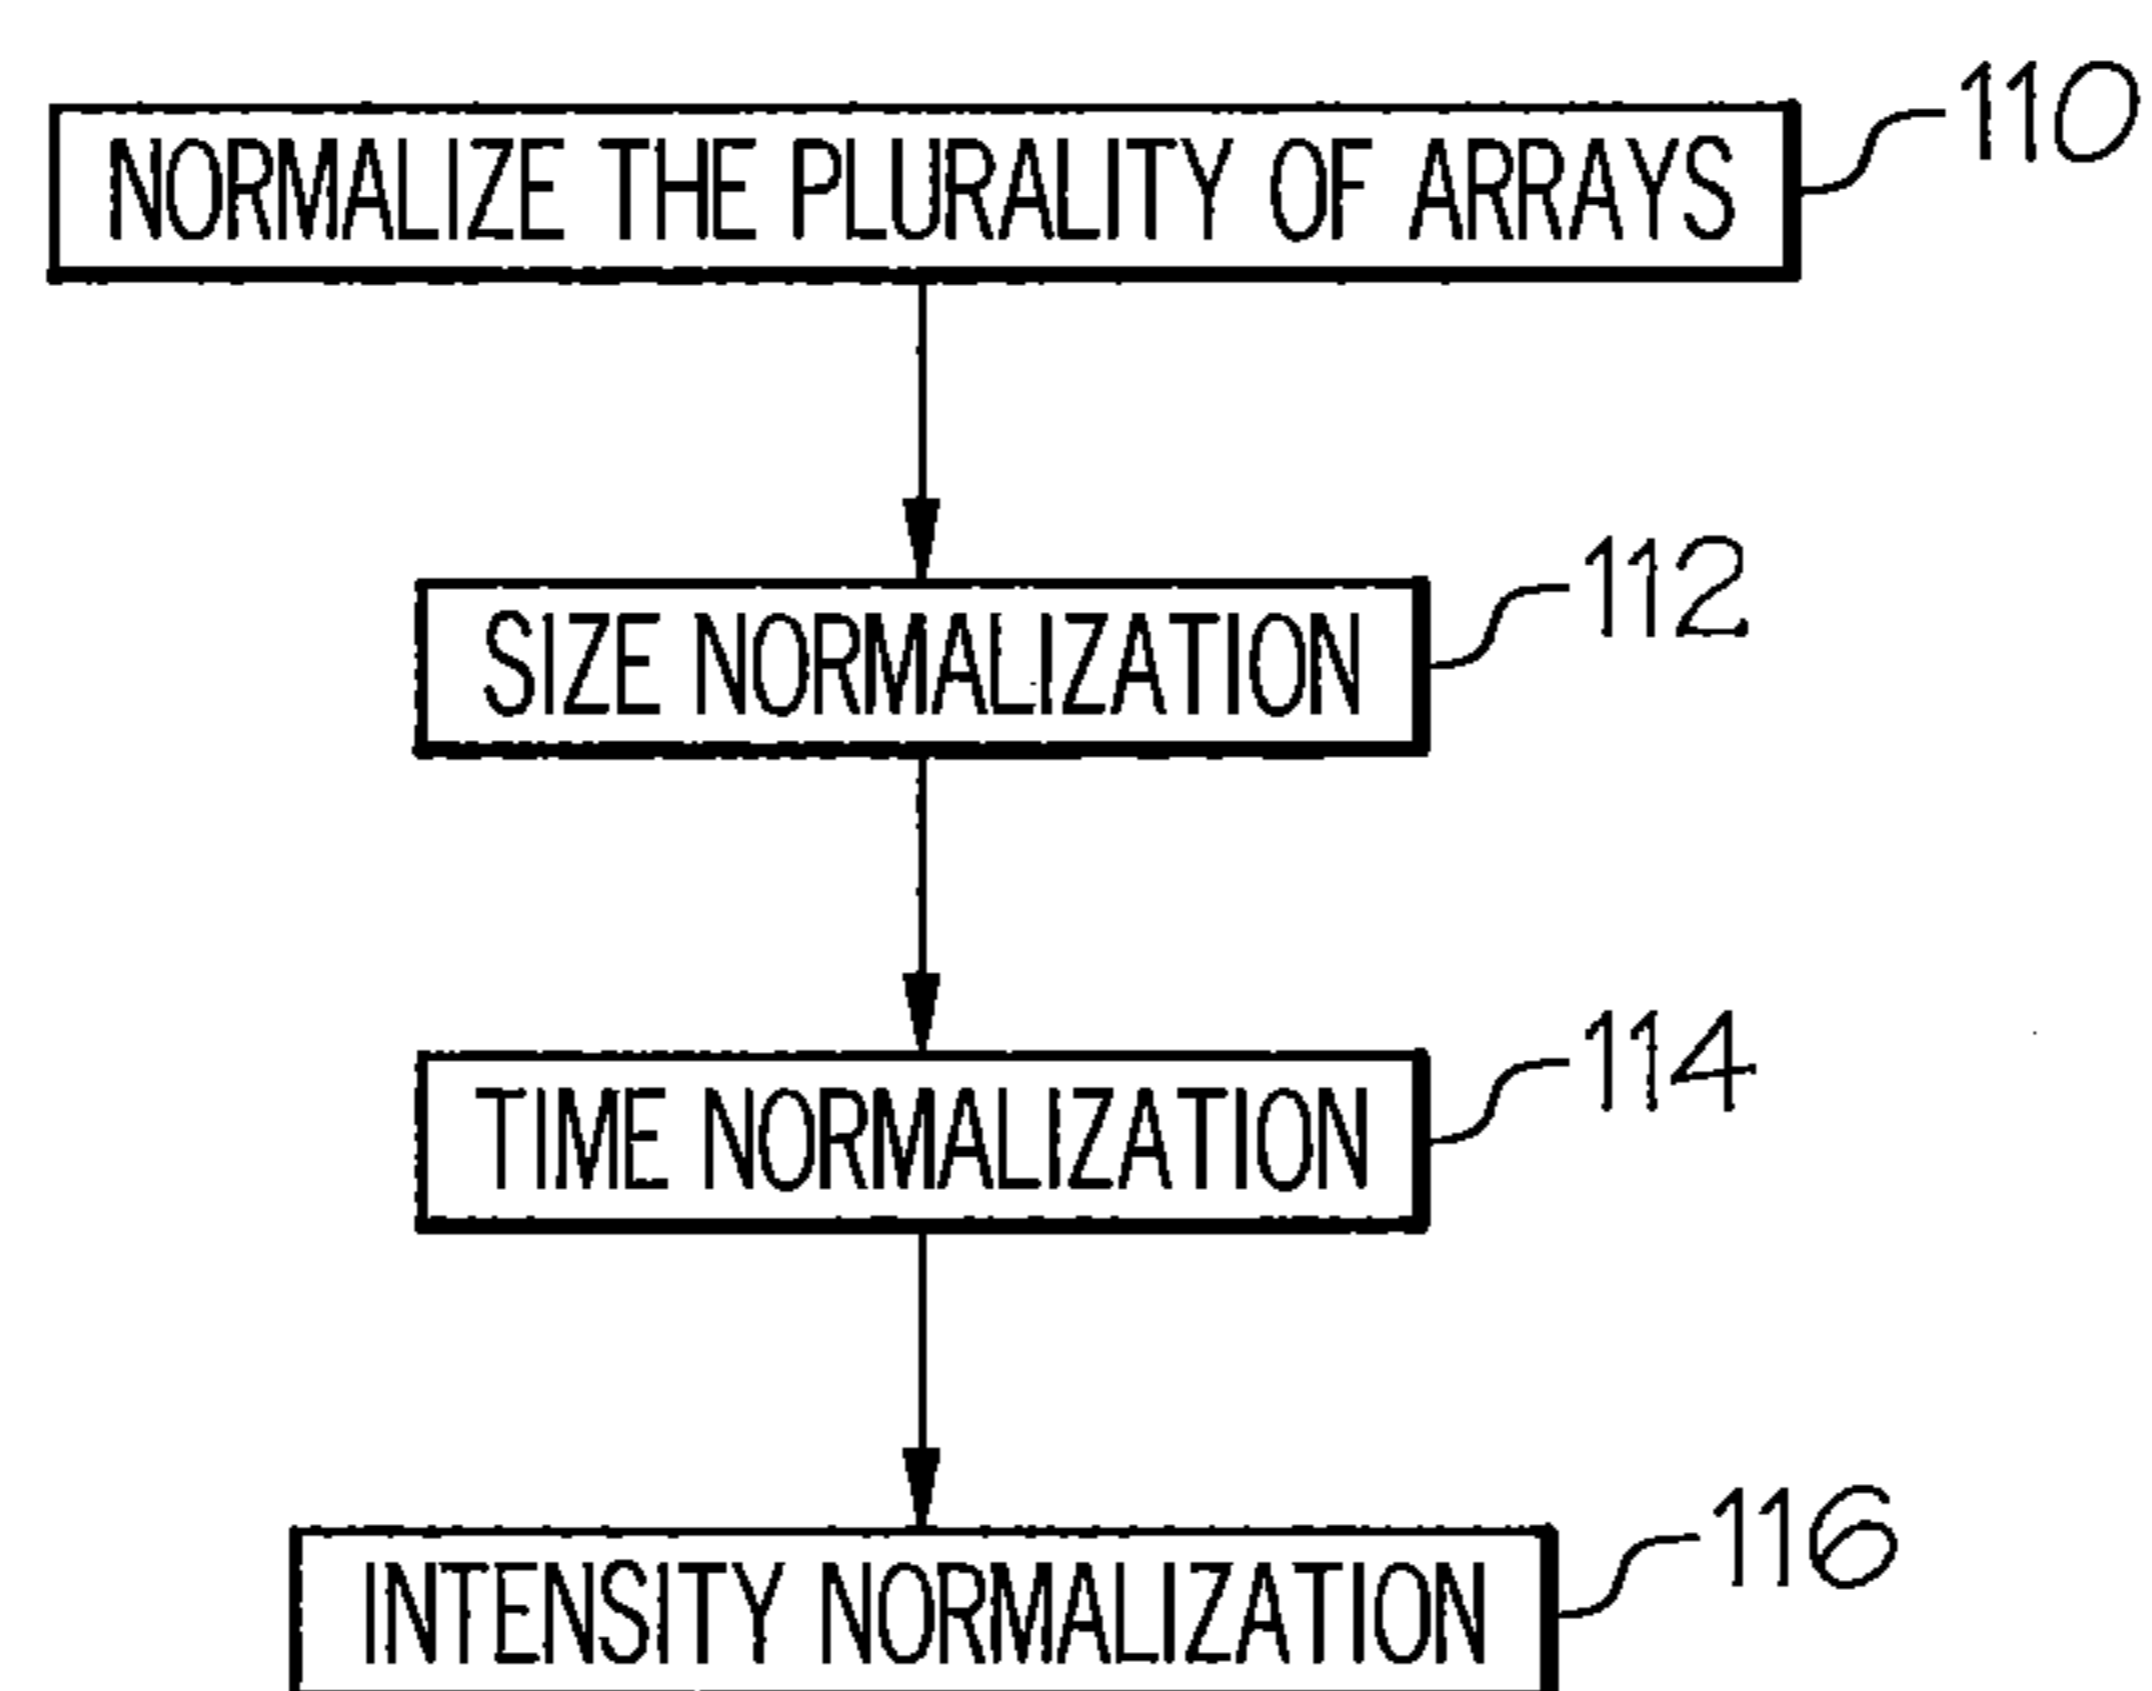 NORMALIZE THE PLURALITY OF ARRAYS
110
SIZE NORMALIZATION
112
TIME NORMALIZATION
114
INTENSITY NORMALIZATION
116